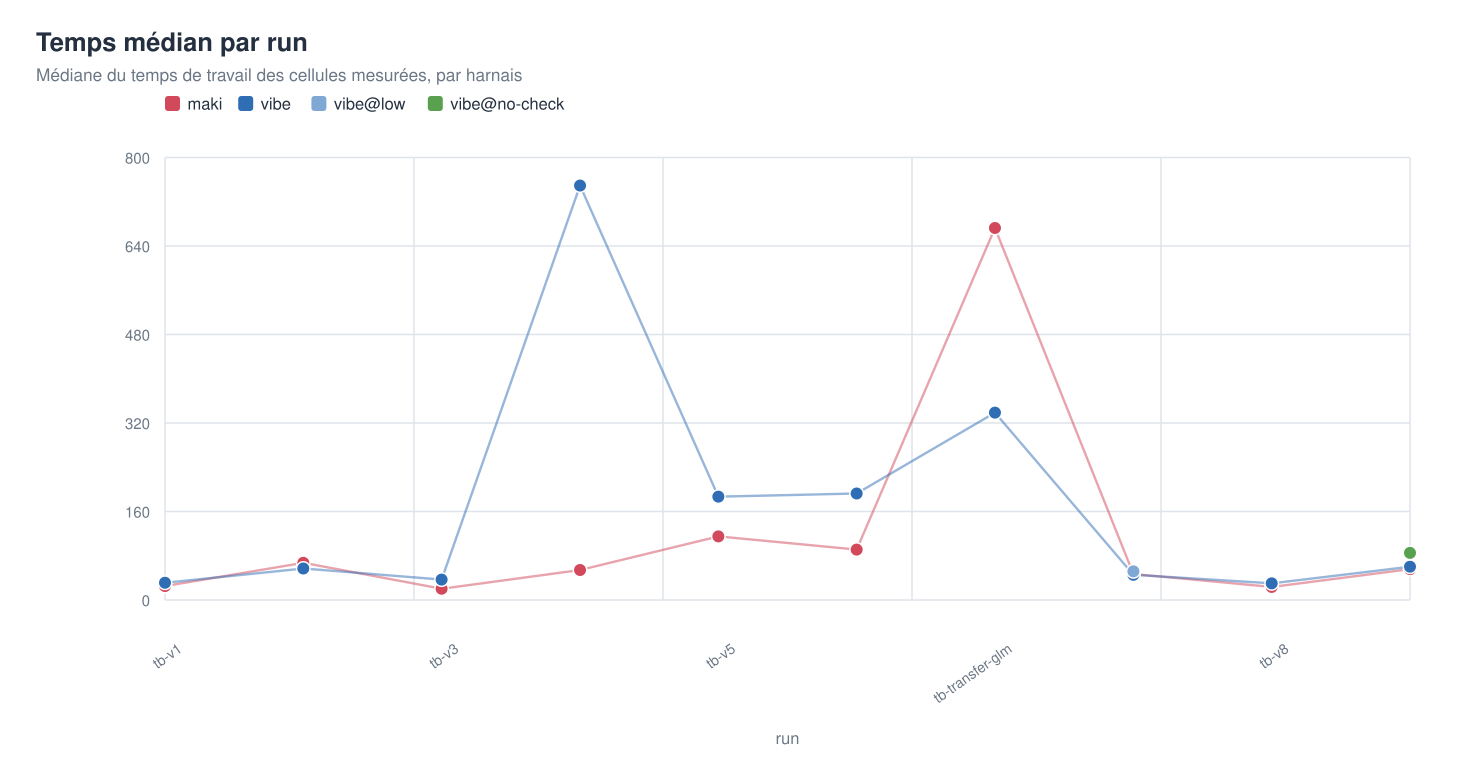 Temps médian par run
Médiane du temps de travail des cellules mesurées, par harnais
maki vibe vibe@low vibe@no-check
800
640
480
320
160
0
tb-v1 tb-v3 tb-v5 tb-transfer-glm tb-v8
run